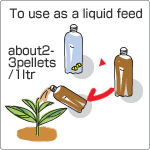 To use as a liquid feed
about2-
3pellets
/1ltr